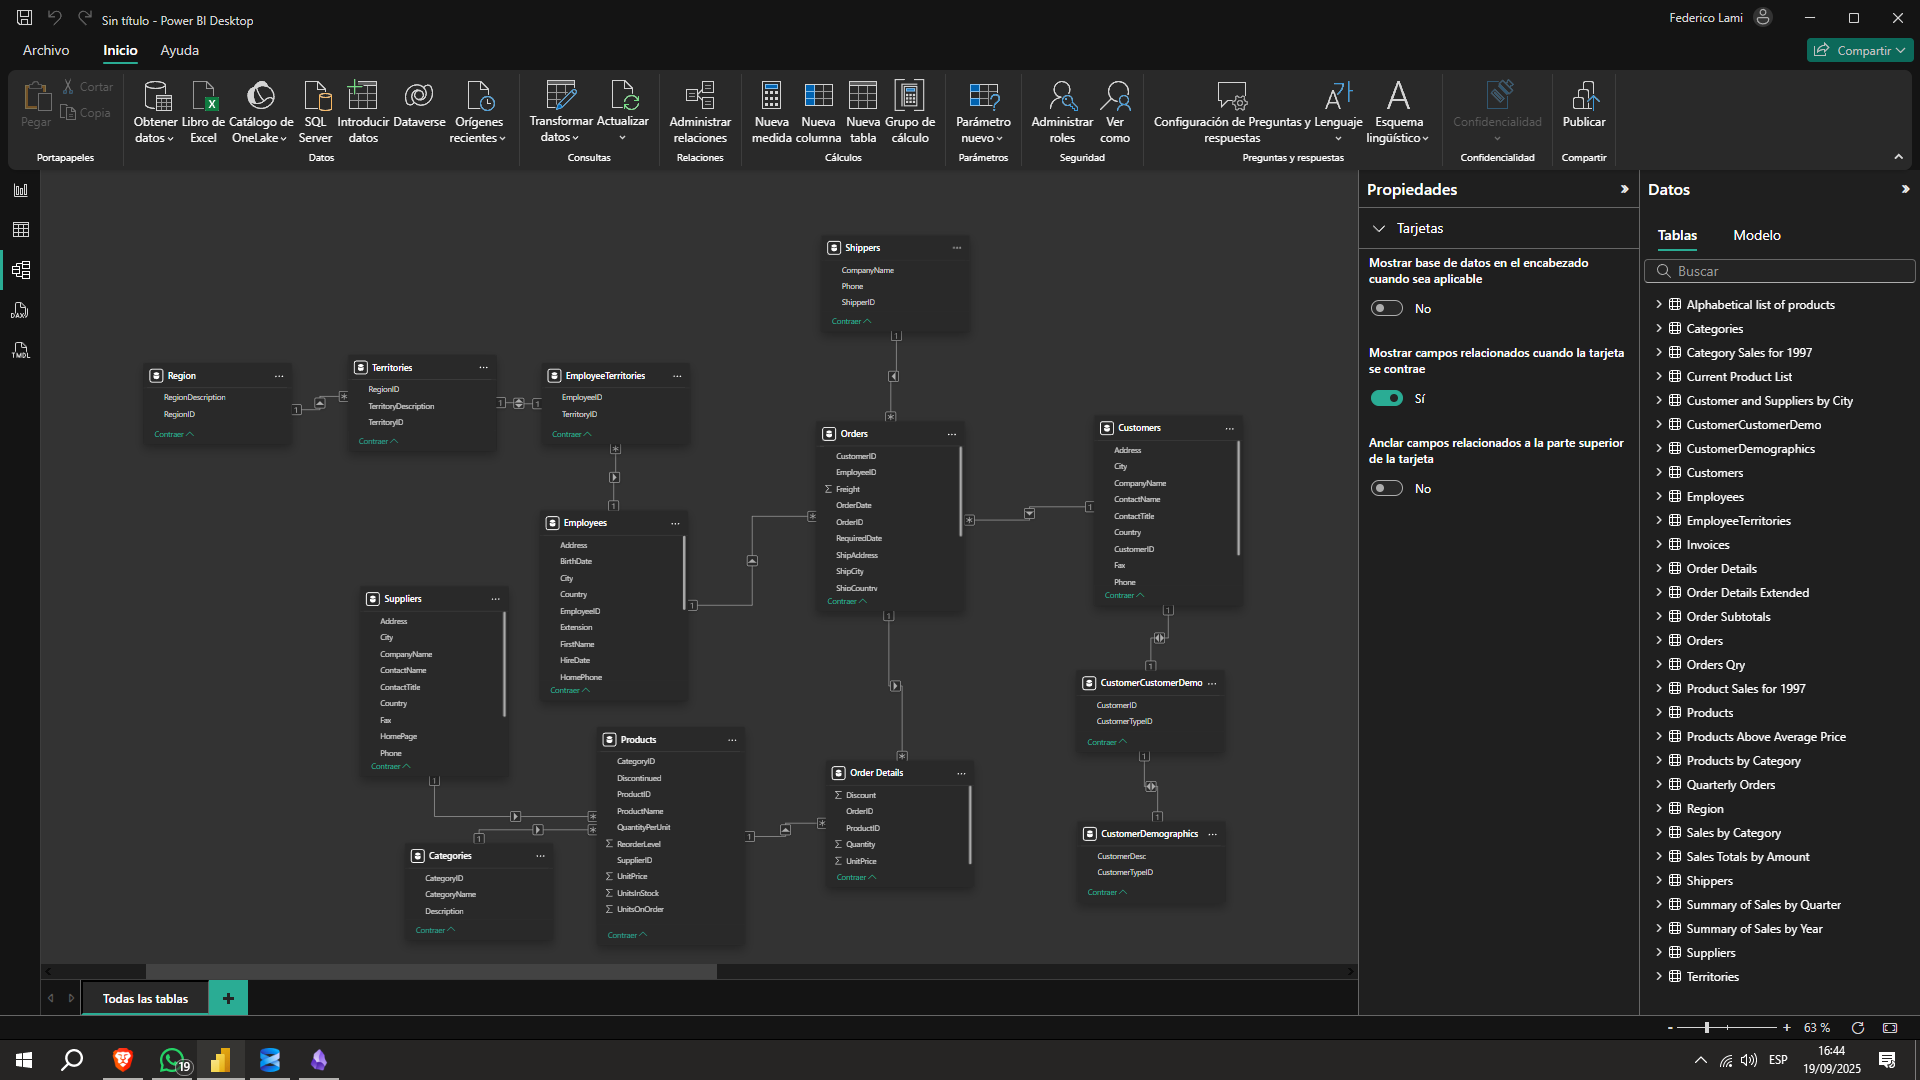 Sin título - Power BI Desktop
Federico Lami
Archivo
Inicio
Ayuda
Compartir
Pegar
Cortar
Copia
Portapapeles
Obtener datos
Libro de Excel
Catálogo de OneLake
SQL Server
Introducir datos
Dataverse
Orígenes recientes
Datos
Transformar datos
Actualizar
Consultas
Administrar relaciones
Relaciones
Nueva medida
Nueva columna
Nueva tabla
Grupo de cálculo
Cálculos
Parámetro nuevo
Parámetros
Administrar roles
Ver como
Seguridad
Configuración de Preguntas y respuestas
Lenguaje
Esquema lingüístico
Preguntas y respuestas
Confidencialidad
Confidencialidad
Publicar
Compartir
DAX
TMDL
Shippers
CompanyName
Phone
ShipperID
Contraer
Region
RegionDescription
RegionID
Contraer
Territories
RegionID
TerritoryDescription
TerritoryID
Contraer
EmployeeTerritories
EmployeeID
TerritoryID
Contraer
Orders
CustomerID
EmployeeID
Freight
OrderDate
OrderID
RequiredDate
ShipAddress
ShipCity
ShipCountry
Contraer
Customers
Address
City
CompanyName
ContactName
ContactTitle
Country
CustomerID
Fax
Phone
Contraer
Employees
Address
BirthDate
City
Country
EmployeeID
Extension
FirstName
HireDate
HomePhone
Contraer
Suppliers
Address
City
CompanyName
ContactName
ContactTitle
Country
Fax
HomePage
Phone
Contraer
CustomerCustomerDemo
CustomerID
CustomerTypeID
Contraer
Products
CategoryID
Discontinued
ProductID
ProductName
QuantityPerUnit
ReorderLevel
SupplierID
UnitPrice
UnitsInStock
UnitsOnOrder
Contraer
Order Details
Discount
OrderID
ProductID
Quantity
UnitPrice
Contraer
CustomerDemographics
CustomerDesc
CustomerTypeID
Contraer
Categories
CategoryID
CategoryName
Description
Contraer
Todas las tablas
Propiedades
Tarjetas
Mostrar base de datos en el encabezado
cuando sea aplicable
No
Mostrar campos relacionados cuando la tarjeta
se contrae
Sí
Anclar campos relacionados a la parte superior
de la tarjeta
No
Datos
Tablas
Modelo
Buscar
Alphabetical list of products
Categories
Category Sales for 1997
Current Product List
Customer and Suppliers by City
CustomerCustomerDemo
CustomerDemographics
Customers
Employees
EmployeeTerritories
Invoices
Order Details
Order Details Extended
Order Subtotals
Orders
Orders Qry
Product Sales for 1997
Products
Products Above Average Price
Products by Category
Quarterly Orders
Region
Sales by Category
Sales Totals by Amount
Shippers
Summary of Sales by Quarter
Summary of Sales by Year
Suppliers
Territories
63 %
19
ESP
16:44
19/09/2025